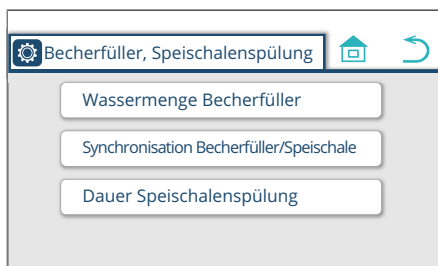 Becherfüller, Speischalenspülung
Wassermenge Becherfüller
Synchronisation Becherfüller/Speischale
Dauer Speischalenspülung